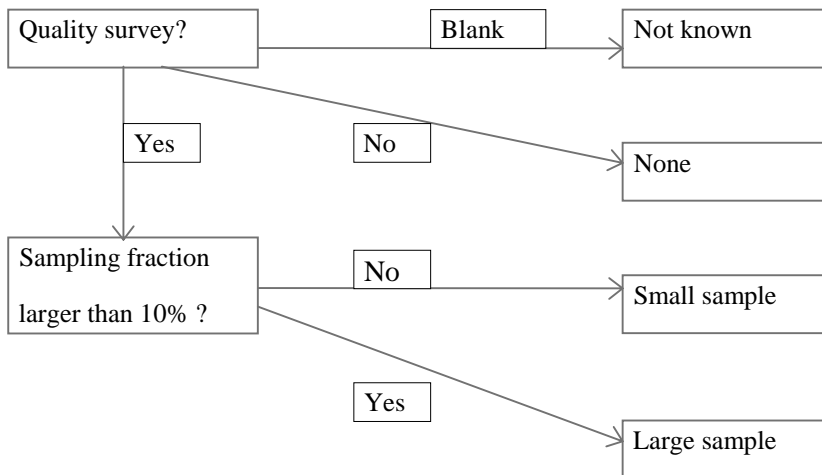 Quality survey?
Blank
Not known
Yes
No
None
Sampling fraction
larger than 10% ?
No
Small sample
Yes
Large sample